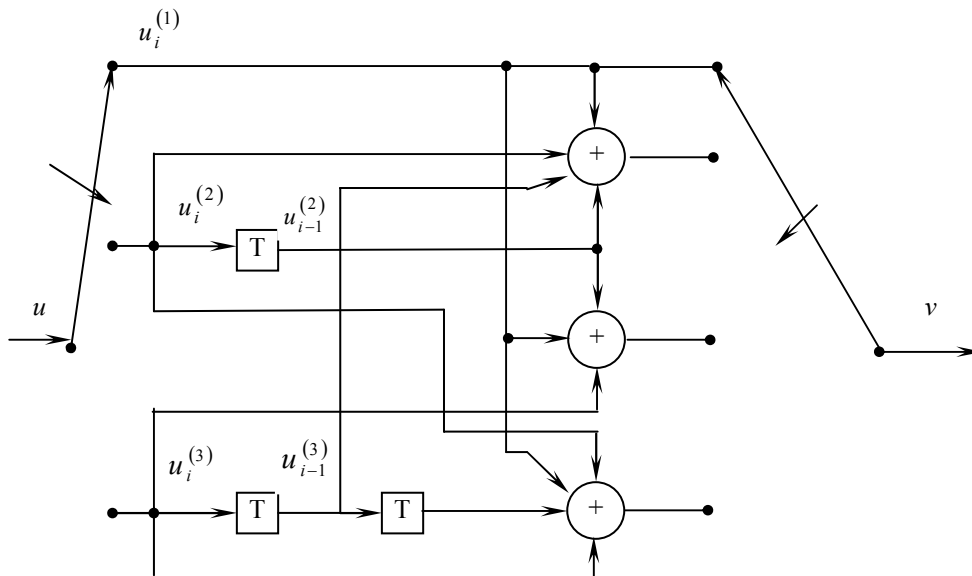 u_i^{(1)}
+
u_i^{(2)}
u_{i-1}^{(2)}
T
u
+
v
u_i^{(3)}
u_{i-1}^{(3)}
T
T
+